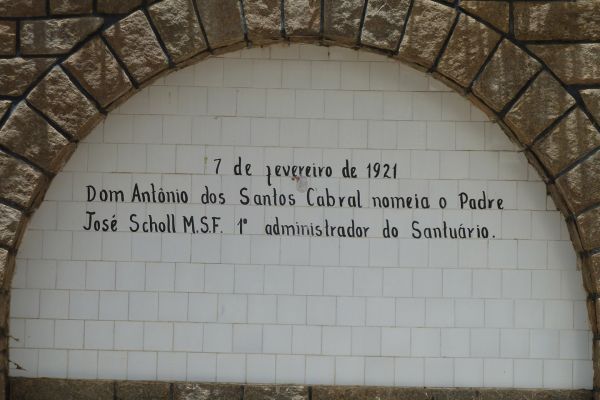 7 de fevereiro de 1921
Dom Antônio dos Santos Cabral nomeia o Padre
José Scholl M.S.F. 1º administrador do Santuário.